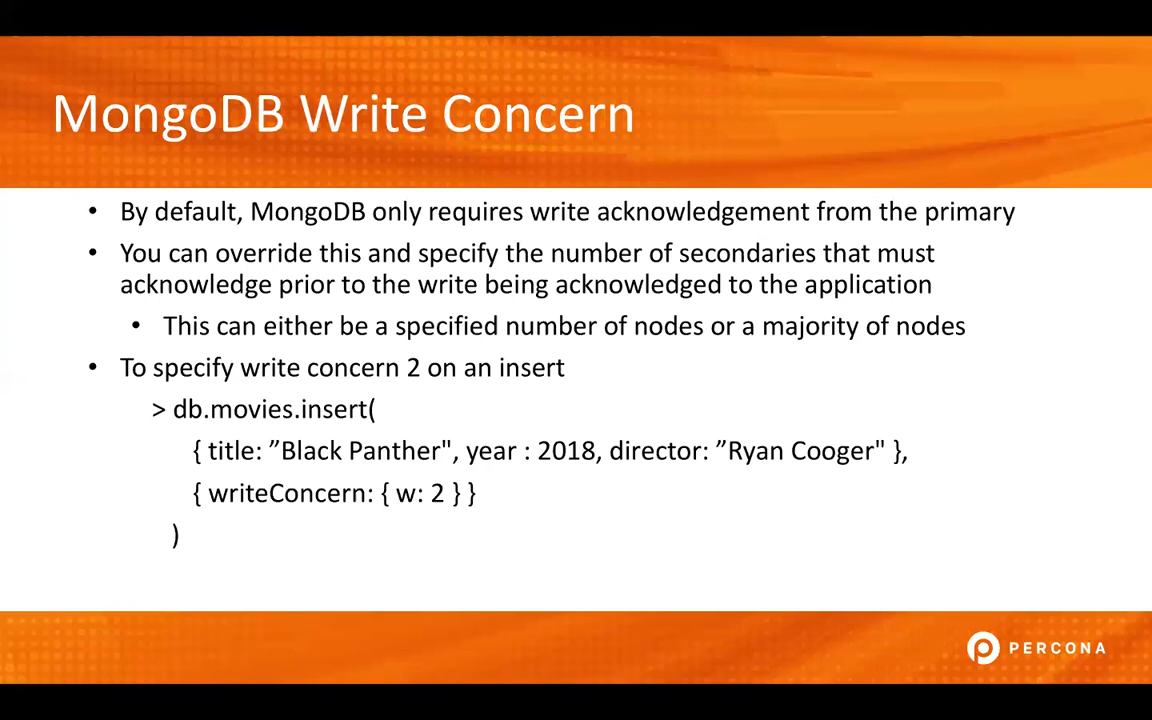 MongoDB Write Concern
• By default, MongoDB only requires write acknowledgement from the primary
• You can override this and specify the number of secondaries that must
acknowledge prior to the write being acknowledged to the application
• This can either be a specified number of nodes or a majority of nodes
• To specify write concern 2 on an insert
> db.movies.insert(
{ title: ”Black Panther", year : 2018, director: ”Ryan Cooger" },
{ writeConcern: { w: 2 } }
)
PERCONA